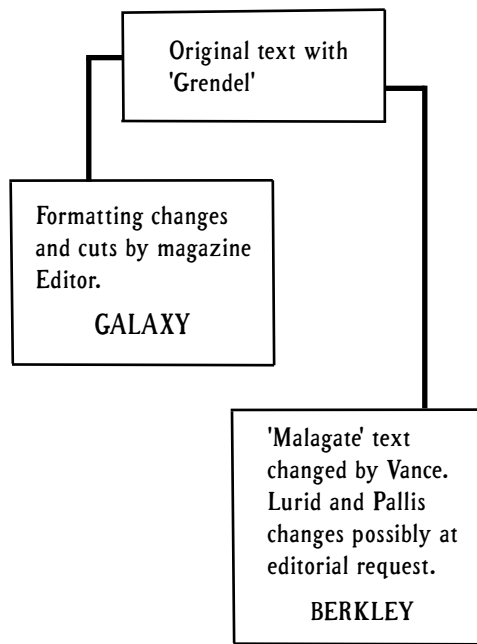 Original text with
'Grendel'
Formatting changes
and cuts by magazine
Editor.
GALAXY
'Malagate' text
changed by Vance.
Lurid and Pallis
changes possibly at
editorial request.
BERKLEY